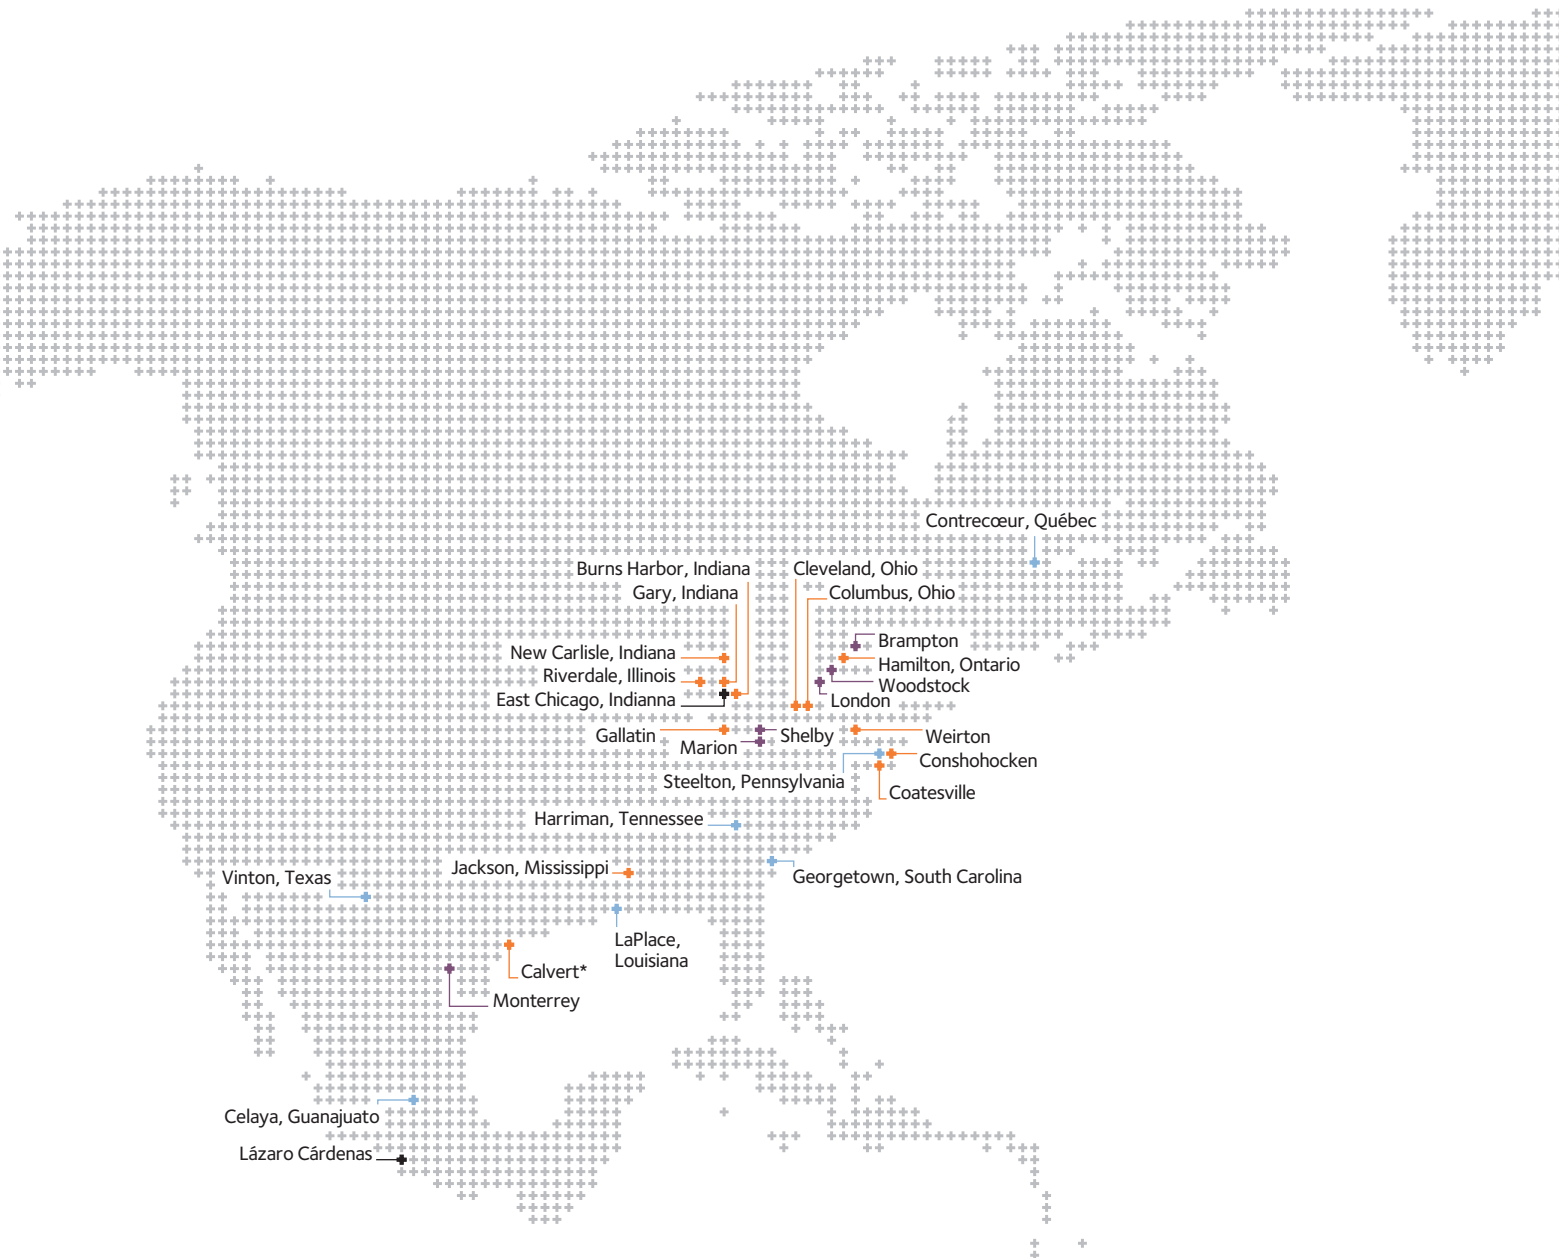 Contrecœur, Québec
Burns Harbor, Indiana
Cleveland, Ohio
Gary, Indiana
Columbus, Ohio
Brampton
New Carlisle, Indiana
Hamilton, Ontario
Riverdale, Illinois
Woodstock
East Chicago, Indianna
London
Gallatin
Shelby
Weirton
Marion
Conshohocken
Steelton, Pennsylvania
Coatesville
Harriman, Tennessee
Jackson, Mississippi
Vinton, Texas
Georgetown, South Carolina
LaPlace,
Louisiana
Calvert*
Monterrey
Celaya, Guanajuato
Lázaro Cárdenas